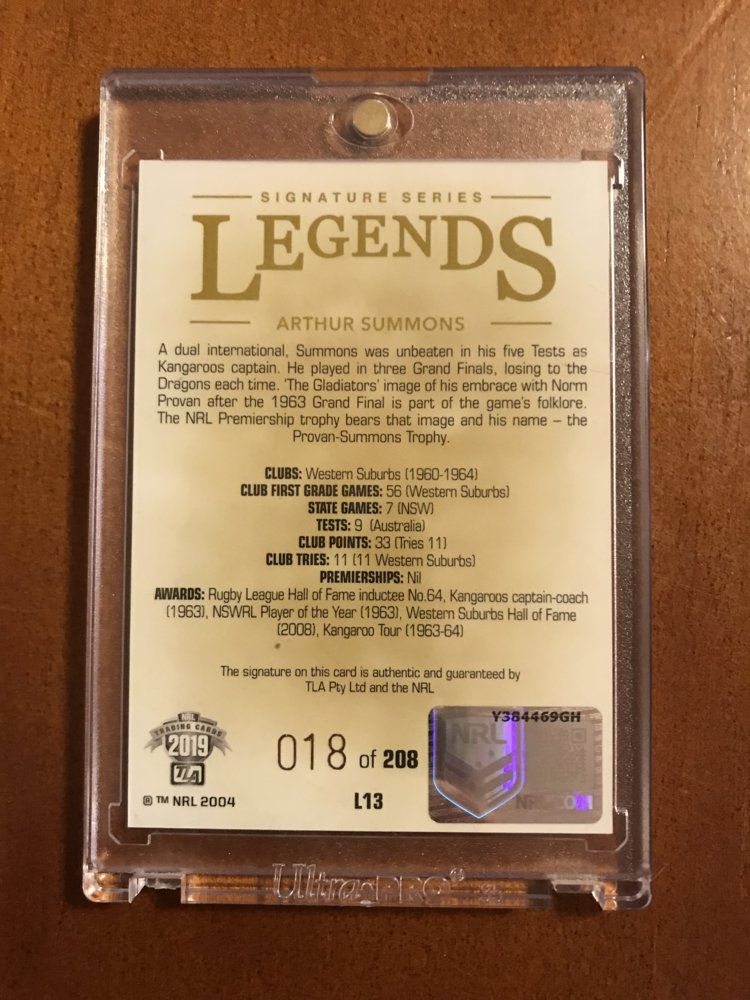 SIGNATURE SERIES
LEGENDS
ARTHUR SUMMONS
A dual international, Summons was unbeaten in his five Tests as
Kangaroos captain. He played in three Grand Finals, losing to the
Dragons each time. 'The Gladiators' image of his embrace with Norm
Provan after the 1963 Grand Final is part of the game's folklore.
The NRL Premiership trophy bears that image and his name – the
Provan-Summons Trophy.
CLUBS: Western Suburbs (1960-1964)
CLUB FIRST GRADE GAMES: 56 (Western Suburbs)
STATE GAMES: 7 (NSW)
TESTS: 9 (Australia)
CLUB POINTS: 33 (Tries 11)
CLUB TRIES: 11 (11 Western Suburbs)
PREMIERSHIPS: Nil
AWARDS: Rugby League Hall of Fame inductee No.64, Kangaroos captain-coach
(1963), NSWRL Player of the Year (1963), Western Suburbs Hall of Fame
(2008), Kangaroo Tour (1963-64)
The signature on this card is authentic and guaranteed by
TLA Pty Ltd and the NRL
NRL
TRADING CARDS
2019
TLA
018 of 208
Y384469GH
NRL
NRL.COM
® ™ NRL 2004
L13
Ultra•PRO®